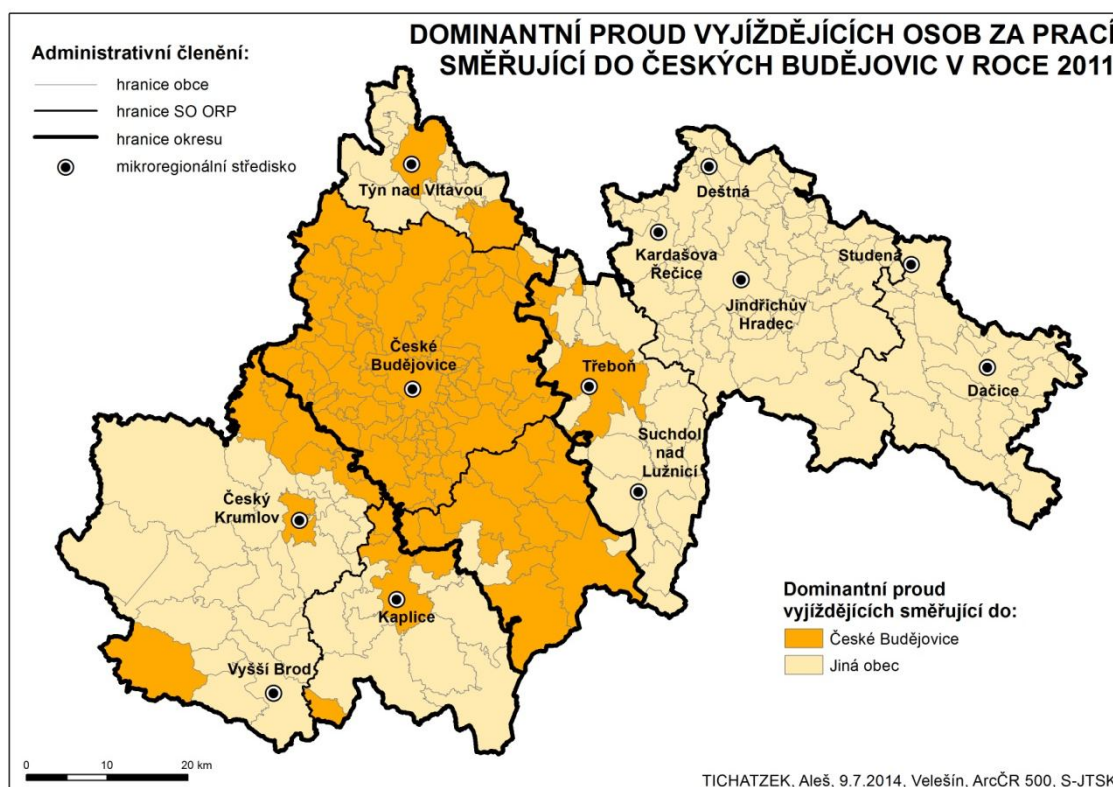 DOMINANTNÍ PROUD VYJÍŽDĚJÍCÍCH OSOB ZA PRACÍ
SMĚŘUJÍCÍ DO ČESKÝCH BUDĚJOVIC V ROCE 2011
Administrativní členění:
hranice obce
hranice SO ORP
hranice okresu
mikroregionální středisko
Týn nad Vltavou
Deštná
Kardašova
Řečice
Studená
Jindřichův
Hradec
České
Budějovice
Třeboň
Dačice
Suchdol
nad
Lužnicí
Český
Krumlov
Kaplice
Vyšší Brod
Dominantní proud
vyjíždějících směřující do:
České Budějovice
Jiná obec
0 10 20 km
TICHATZEK, Aleš, 9.7.2014, Velešín, ArcČR 500, S-JTSK